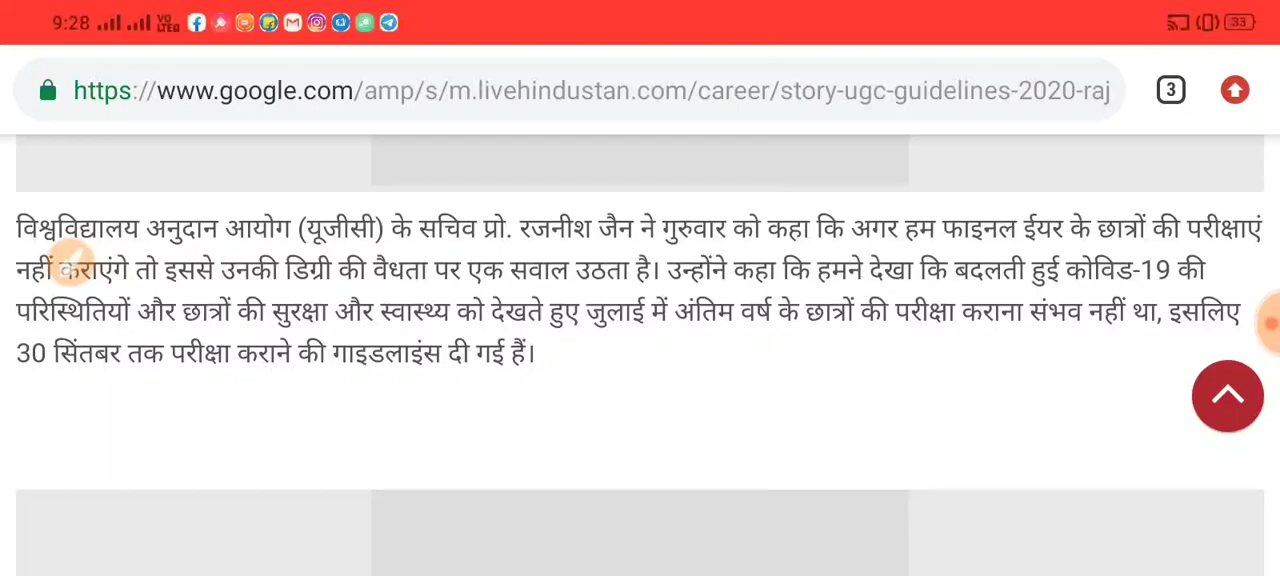 9:28 VO LTE 33
https://www.google.com/amp/s/m.livehindustan.com/career/story-ugc-guidelines-2020-raj 3
विश्वविद्यालय अनुदान आयोग (यूजीसी) के सचिव प्रो. रजनीश जैन ने गुरुवार को कहा कि अगर हम फाइनल ईयर के छात्रों की परीक्षाएं
नहीं कराएंगे तो इससे उनकी डिग्री की वैधता पर एक सवाल उठता है। उन्होंने कहा कि हमने देखा कि बदलती हुई कोविड-19 की
परिस्थितियों और छात्रों की सुरक्षा और स्वास्थ्य को देखते हुए जुलाई में अंतिम वर्ष के छात्रों की परीक्षा कराना संभव नहीं था, इसलिए
30 सिंतबर तक परीक्षा कराने की गाइडलाइंस दी गई हैं।